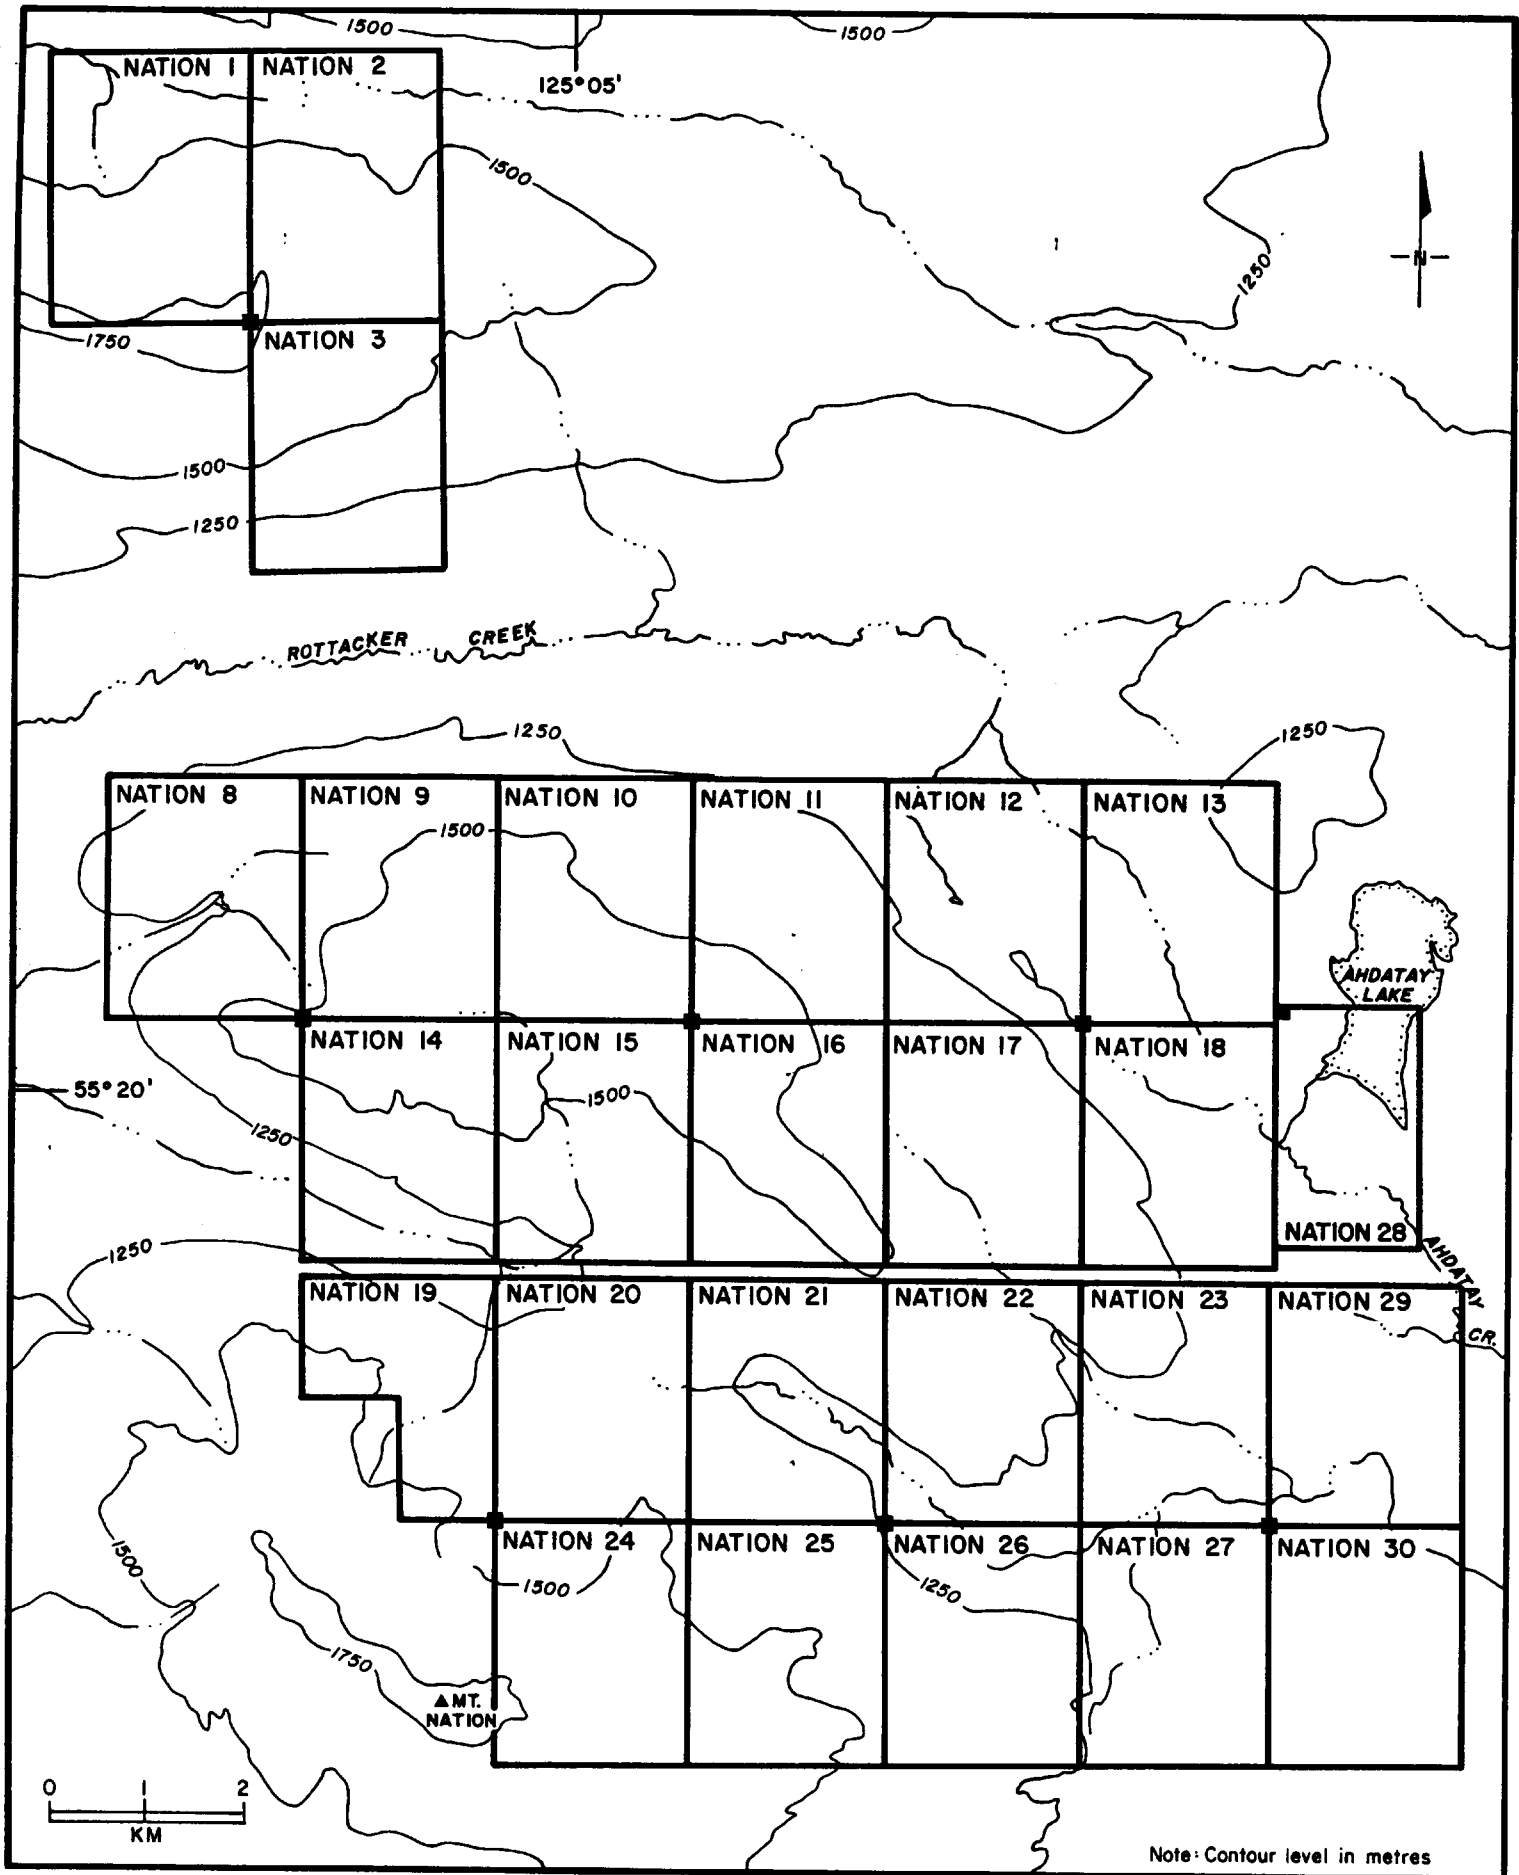 1500
1500
NATION 1
NATION 2
125°05'
1500
N
1250
NATION 3
1750
1500
1250
ROTTACKER CREEK
1250
1250
NATION 8
NATION 9
NATION 10
NATION 11
NATION 12
NATION 13
1500
AHDATAY
LAKE
NATION 14
NATION 15
NATION 16
NATION 17
NATION 18
55°20'
1500
1250
NATION 28
1250
AHDATAY
CR.
NATION 19
NATION 20
NATION 21
NATION 22
NATION 23
NATION 29
NATION 24
NATION 25
NATION 26
NATION 27
NATION 30
1500
1500
1250
1750
MT.
NATION
0 1 2
KM
Note: Contour level in metres